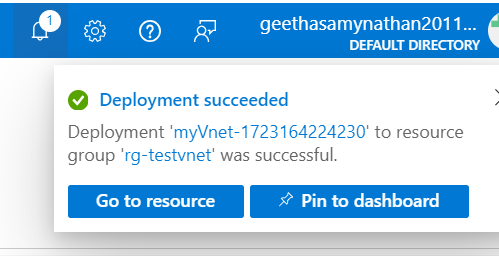 1
geethasamynathan2011...
DEFAULT DIRECTORY
Deployment succeeded
Deployment 'myVnet-1723164224230' to resource
group 'rg-testvnet' was successful.
Go to resource
Pin to dashboard